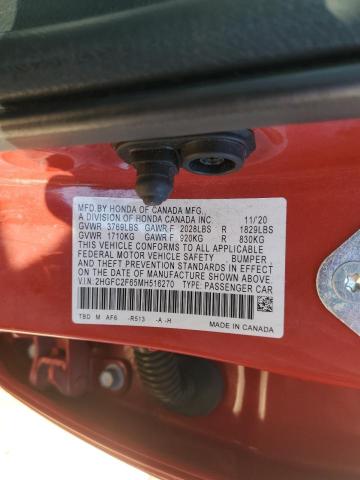 MFD.BY HONDA OF CANADA MFG.,
A DIVISION OF HONDA CANADA INC. 11/'20
GVWR 3769LBS GAWR F 2028LBS R 1829LBS
GVWR 1710KG GAWR F 920KG R 830KG
THIS VEHICLE CONFORMS TO ALL APPLICABLE
FEDERAL MOTOR VEHICLE SAFETY , BUMPER ,
AND THEFT PREVENTION STANDARDS IN EFFECT
ON THE DATE OF MANUFACTURE SHOWN ABOVE.
V.I.N: 2HGFC2F65MH516270 TYPE: PASSENGER CAR
TBD M AF6 -R513 -A -H
MADE IN CANADA